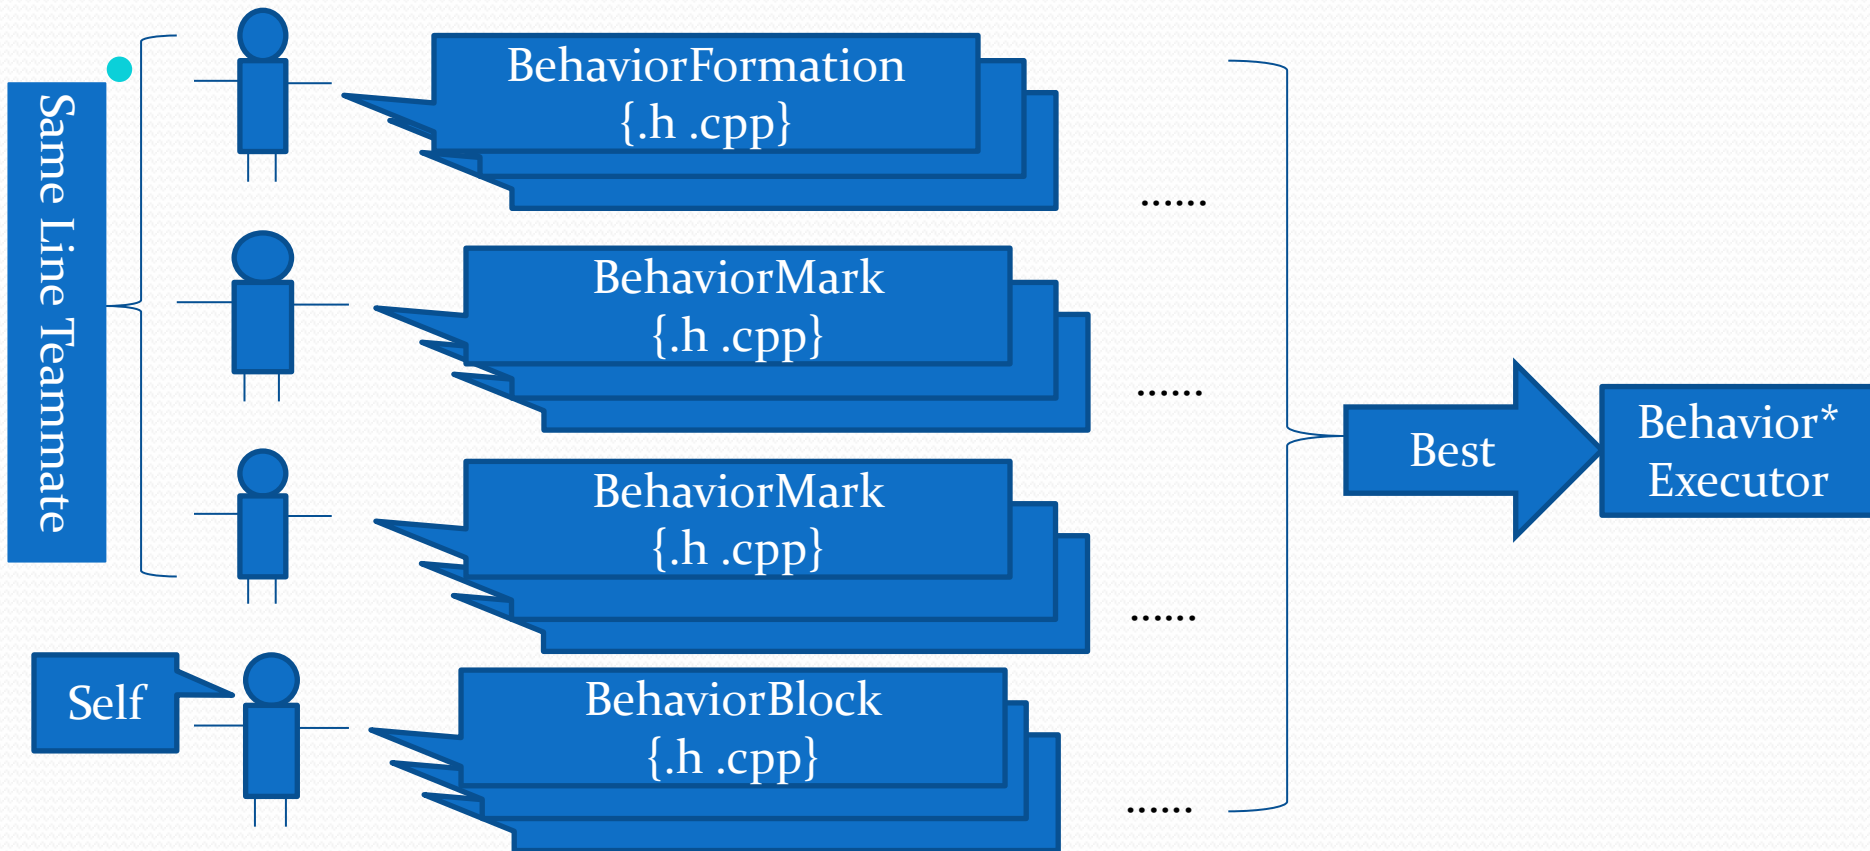 Same Line Teammate
BehaviorFormation
{.h .cpp}
......
BehaviorMark
{.h .cpp}
......
BehaviorMark
{.h .cpp}
......
Self
BehaviorBlock
{.h .cpp}
......
Best
Behavior*
Executor